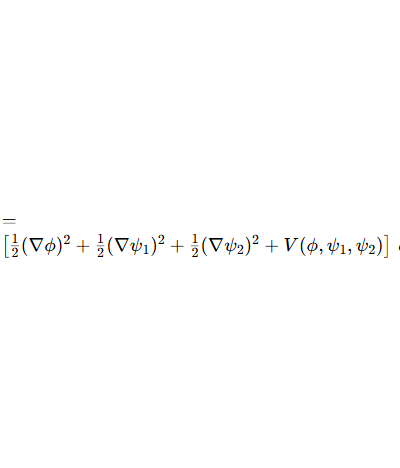 =
[½(∇ϕ)² + ½(∇ψ₁)² + ½(∇ψ₂)² + V(ϕ, ψ₁, ψ₂)]